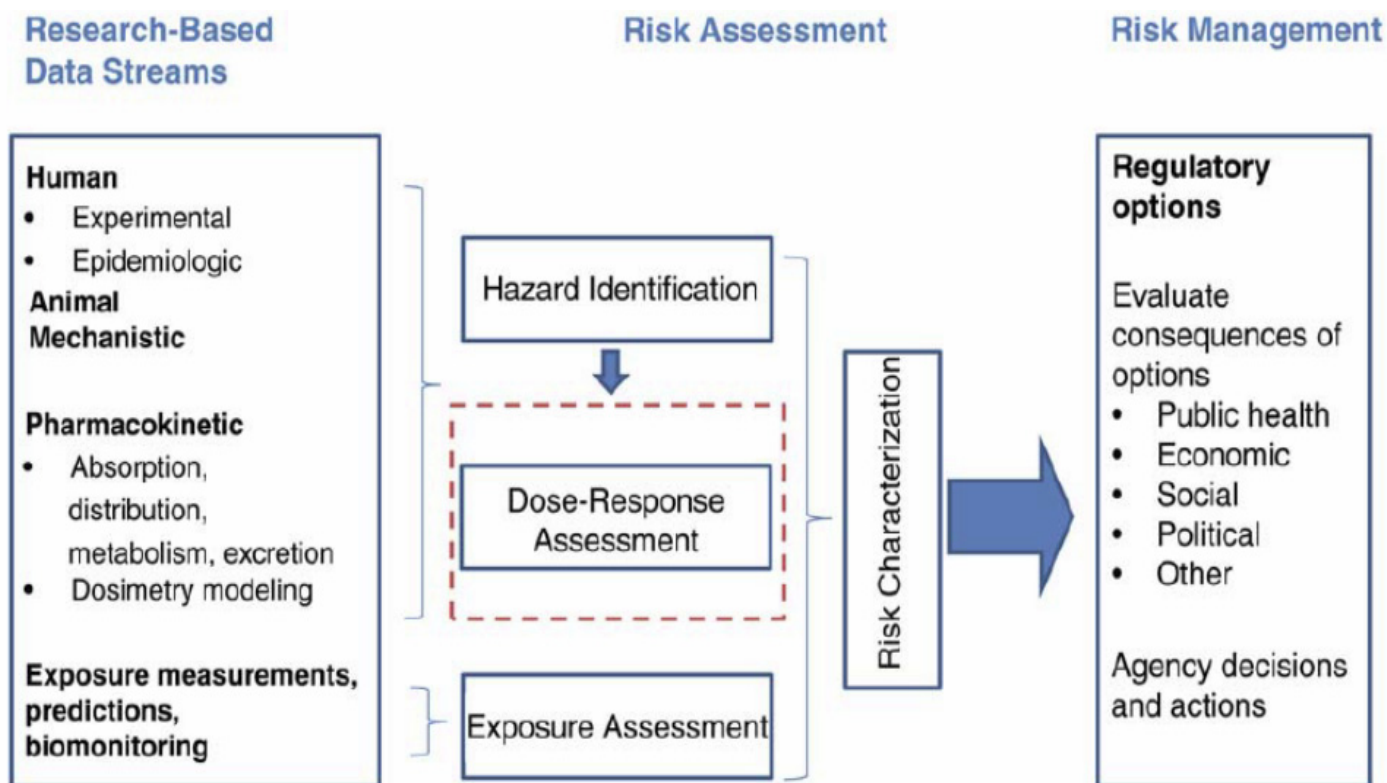 Research-Based
Data Streams
Risk Assessment
Risk Management
Human
• Experimental
• Epidemiologic
Animal
Mechanistic
Pharmacokinetic
• Absorption,
distribution,
metabolism, excretion
• Dosimetry modeling
Exposure measurements,
predictions,
biomonitoring
Hazard Identification
Dose-Response
Assessment
Exposure Assessment
Risk Characterization
Regulatory
options
Evaluate
consequences of
options
• Public health
• Economic
• Social
• Political
• Other
Agency decisions
and actions